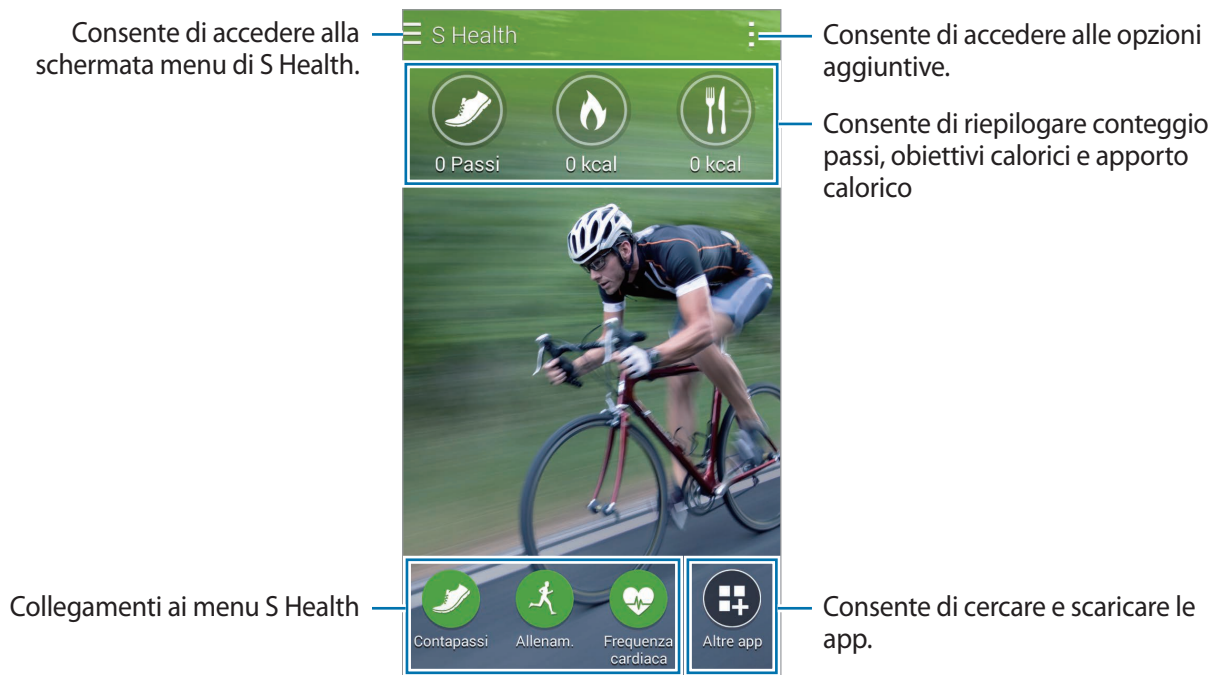 Consente di accedere alla
schermata menu di S Health.
S Health
Consente di accedere alle opzioni
aggiuntive.
0 Passi
0 kcal
0 kcal
Consente di riepilogare conteggio
passi, obiettivi calorici e apporto
calorico
Collegamenti ai menu S Health
Contapassi
Allenam.
Frequenza
cardiaca
Altre app
Consente di cercare e scaricare le
app.